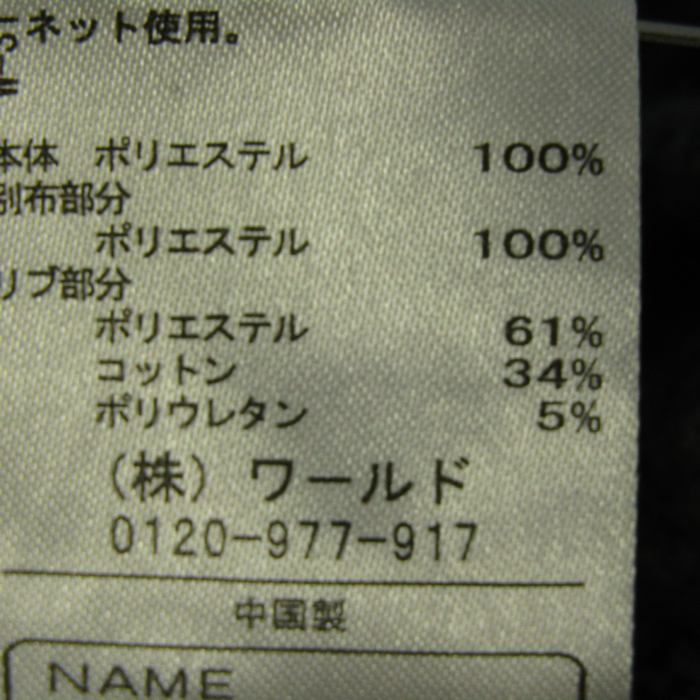 ネット使用。
本体 ポリエステル 100%
別布部分
ポリエステル 100%
リブ部分
ポリエステル 61%
コットン 34%
ポリウレタン 5%
(株) ワールド
0120-977-917
中国製
NAME